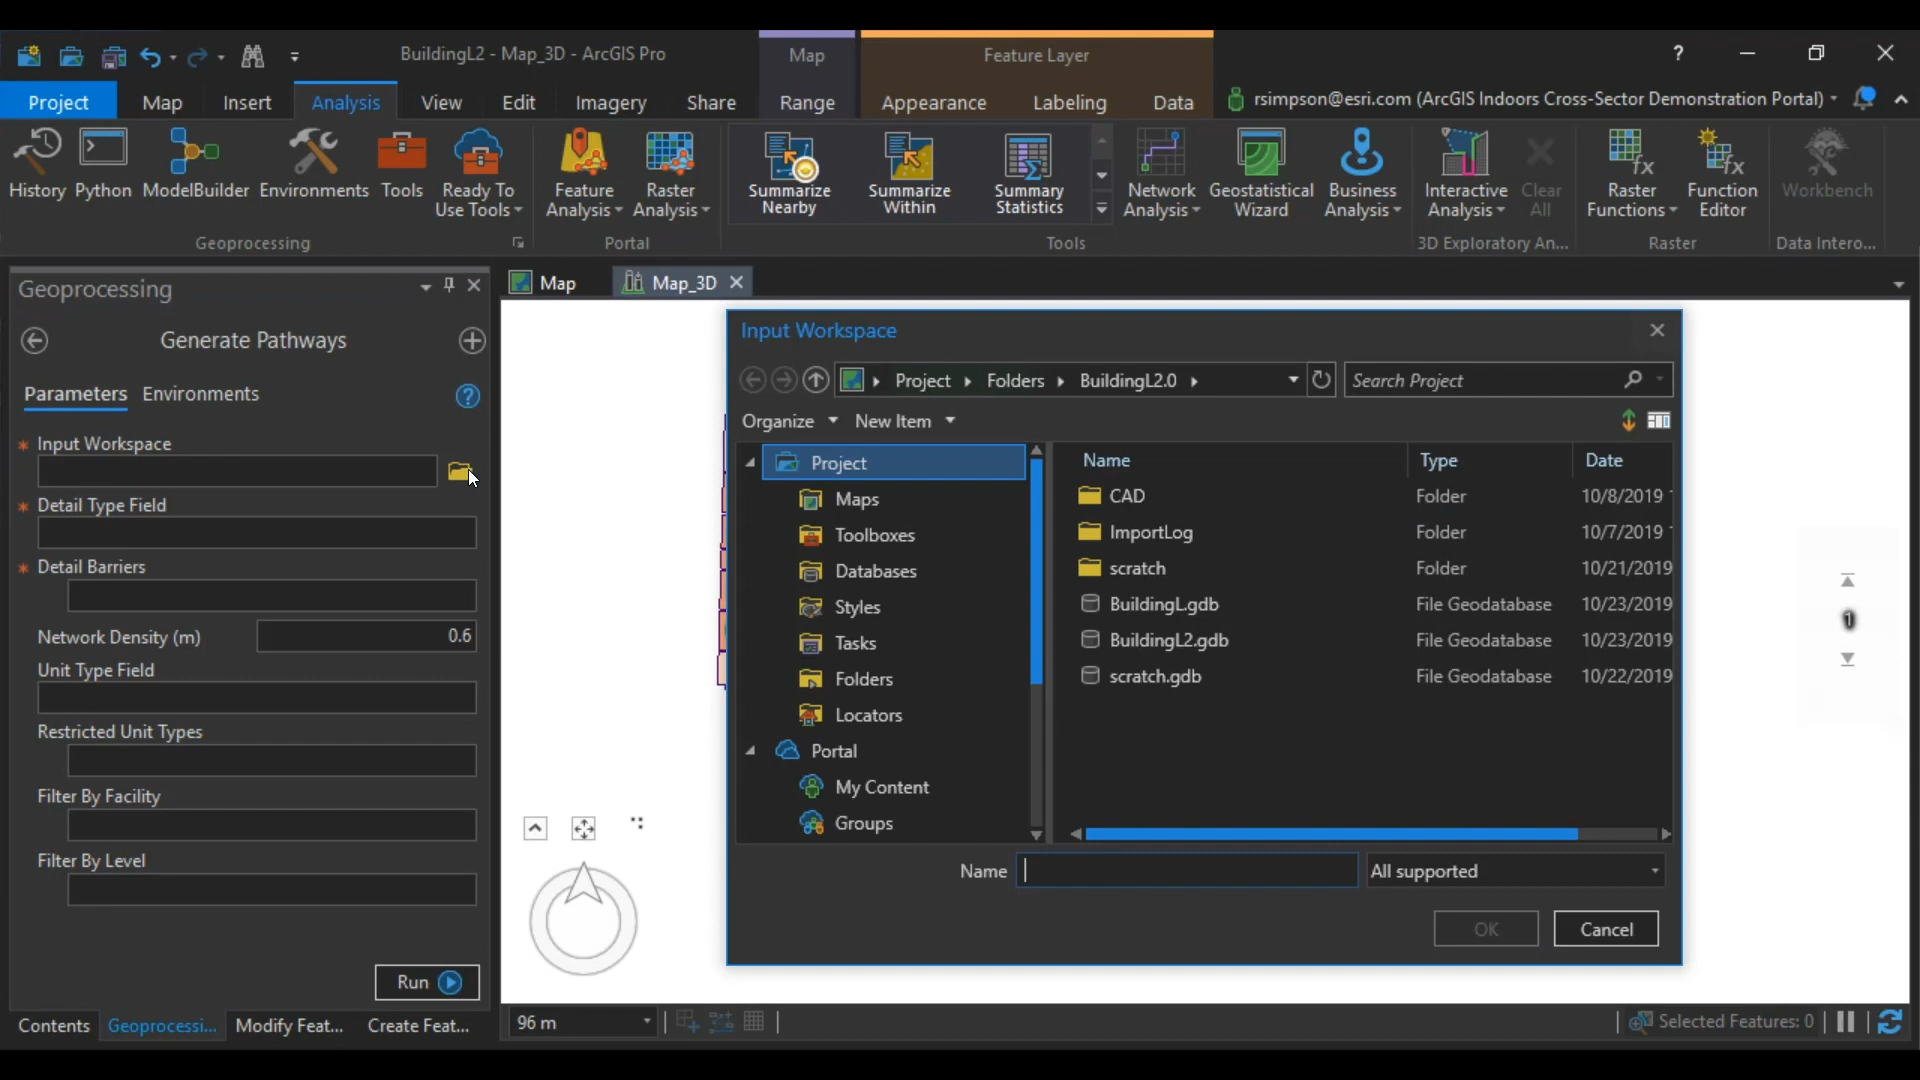 BuildingL2 - Map_3D - ArcGIS Pro
Map
Feature Layer
?
Project
Map
Insert
Analysis
View
Edit
Imagery
Share
Range
Appearance
Labeling
Data
rsimpson@esri.com (ArcGIS Indoors Cross-Sector Demonstration Portal)
History
Python
ModelBuilder
Environments
Tools
Ready To
Use Tools
Feature
Analysis
Raster
Analysis
Summarize
Nearby
Summarize
Within
Summary
Statistics
Network
Analysis
Geostatistical
Wizard
Business
Analysis
Interactive
Analysis
Clear
All
Raster
Functions
Function
Editor
Workbench
Geoprocessing
Portal
Tools
3D Exploratory An...
Raster
Data Intero...
Geoprocessing
Generate Pathways
Parameters
Environments
?
* Input Workspace
* Detail Type Field
* Detail Barriers
Network Density (m)
0.6
Unit Type Field
Restricted Unit Types
Filter By Facility
Filter By Level
Run
Contents
Geoprocessi...
Modify Feat...
Create Feat...
Map
Map_3D
Input Workspace
Project
Folders
BuildingL2.0
Search Project
Organize
New Item
Project
Maps
Toolboxes
Databases
Styles
Tasks
Folders
Locators
Portal
My Content
Groups
Name Type Date
CAD Folder 10/8/2019
ImportLog Folder 10/7/2019
scratch Folder 10/21/2019
BuildingL.gdb File Geodatabase 10/23/2019
BuildingL2.gdb File Geodatabase 10/23/2019
scratch.gdb File Geodatabase 10/22/2019
Name
All supported
OK
Cancel
1
96 m
Selected Features: 0